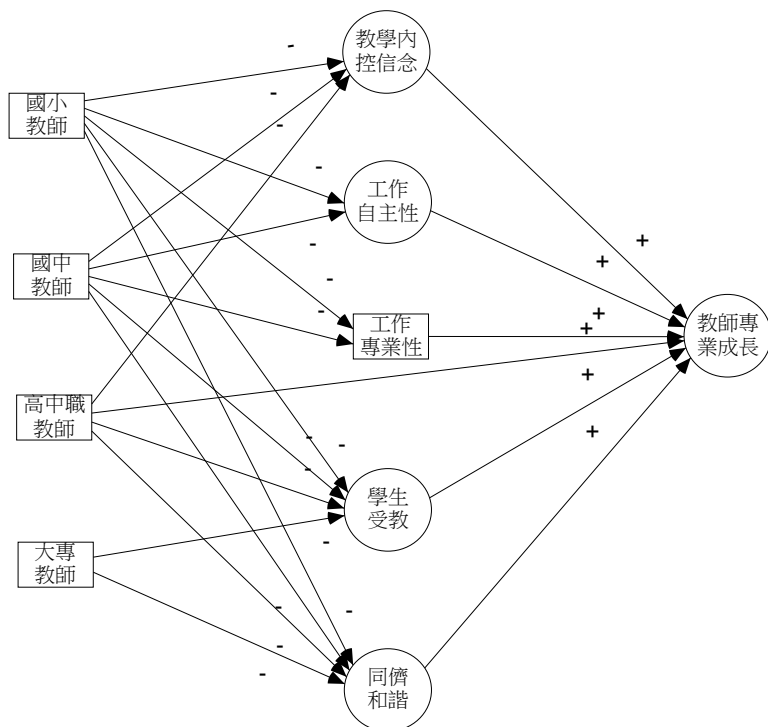 教學內
控信念
國小
教師
工作
自主性
國中
教師
工作
專業性
教師專
業成長
高中職
教師
學生
受教
大專
教師
同儕
和諧
-
-
-
-
-
-
-
-
-
-
-
-
-
-
+
+
+
+
+
+